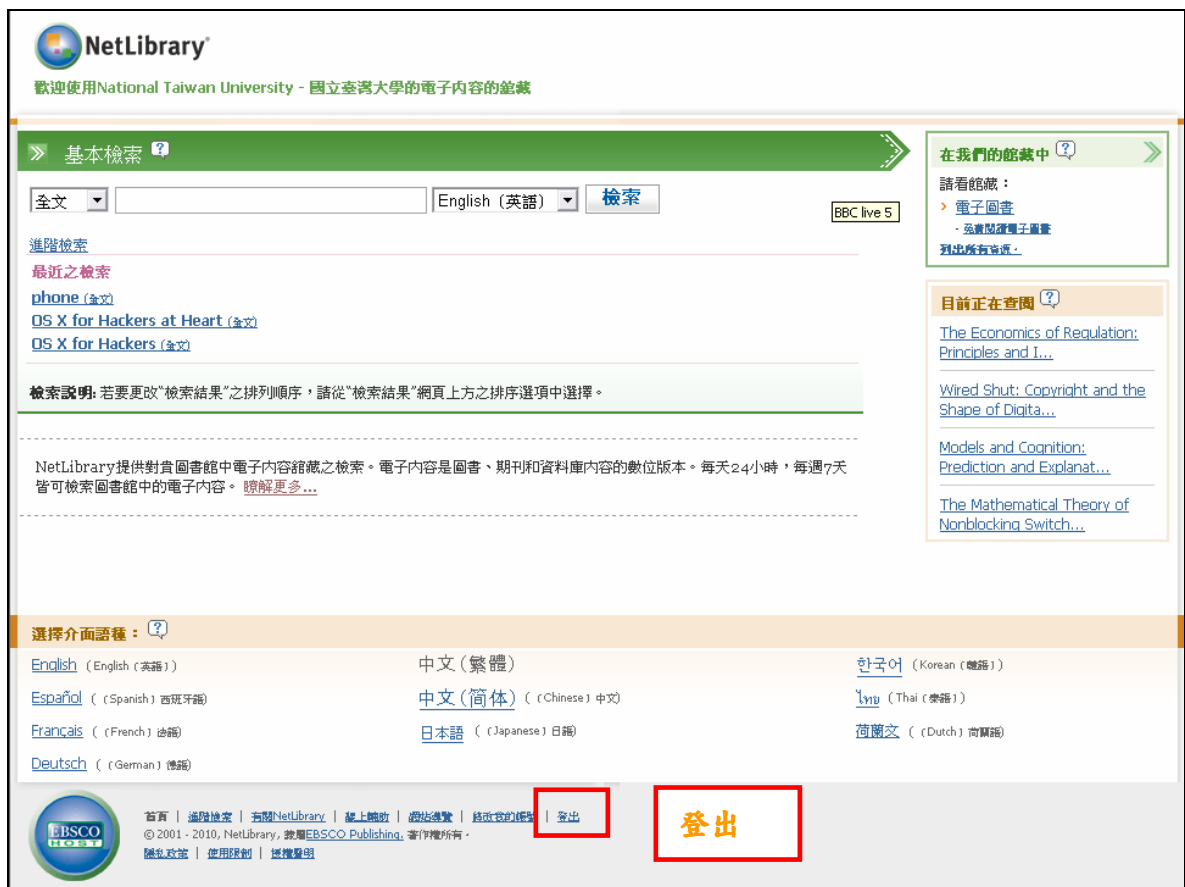 NetLibrary®
歡迎使用National Taiwan University - 國立臺灣大學的電子內容的館藏
基本檢索 ?
全文 English (英語) 檢索
BBC live 5
進階檢索
最近之檢索
phone (全文)
OS X for Hackers at Heart (全文)
OS X for Hackers (全文)
檢索說明: 若要更改"檢索結果"之排列順序，請從"檢索結果"網頁上方之排序選項中選擇。
NetLibrary提供對貴圖書館中電子內容館藏之檢索。電子內容是圖書、期刊和資料庫內容的數位版本。每天24小時，每週7天
皆可檢索圖書館中的電子內容。 瞭解更多...
在我們的館藏中 ?
請看館藏：
電子圖書
· 免費閱讀電子圖書
列出所有資源。
目前正在查閱 ?
The Economics of Regulation:
Principles and I...
Wired Shut: Copyright and the
Shape of Digita...
Models and Cognition:
Prediction and Explanat...
The Mathematical Theory of
Nonblocking Switch...
選擇介面語種： ?
English (English (英語))
中文(繁體)
한국어 (Korean (韓語))
Español ( (Spanish) 西班牙語)
中文(简体) ( (Chinese) 中文)
ไทย (Thai (泰語))
Français ( (French) 法語)
日本語 ( (Japanese) 日語)
荷蘭文 ( (Dutch) 荷蘭語)
Deutsch ( (German) 德語)
EBSCO
HOST
首頁 | 進階檢索 | 有關NetLibrary | 線上輔助 | 網站導覽 | 修改我的帳號 | 登出
© 2001 - 2010, NetLibrary, 隸屬EBSCO Publishing. 著作權所有。
隱私政策 | 使用限制 | 授權聲明
登出